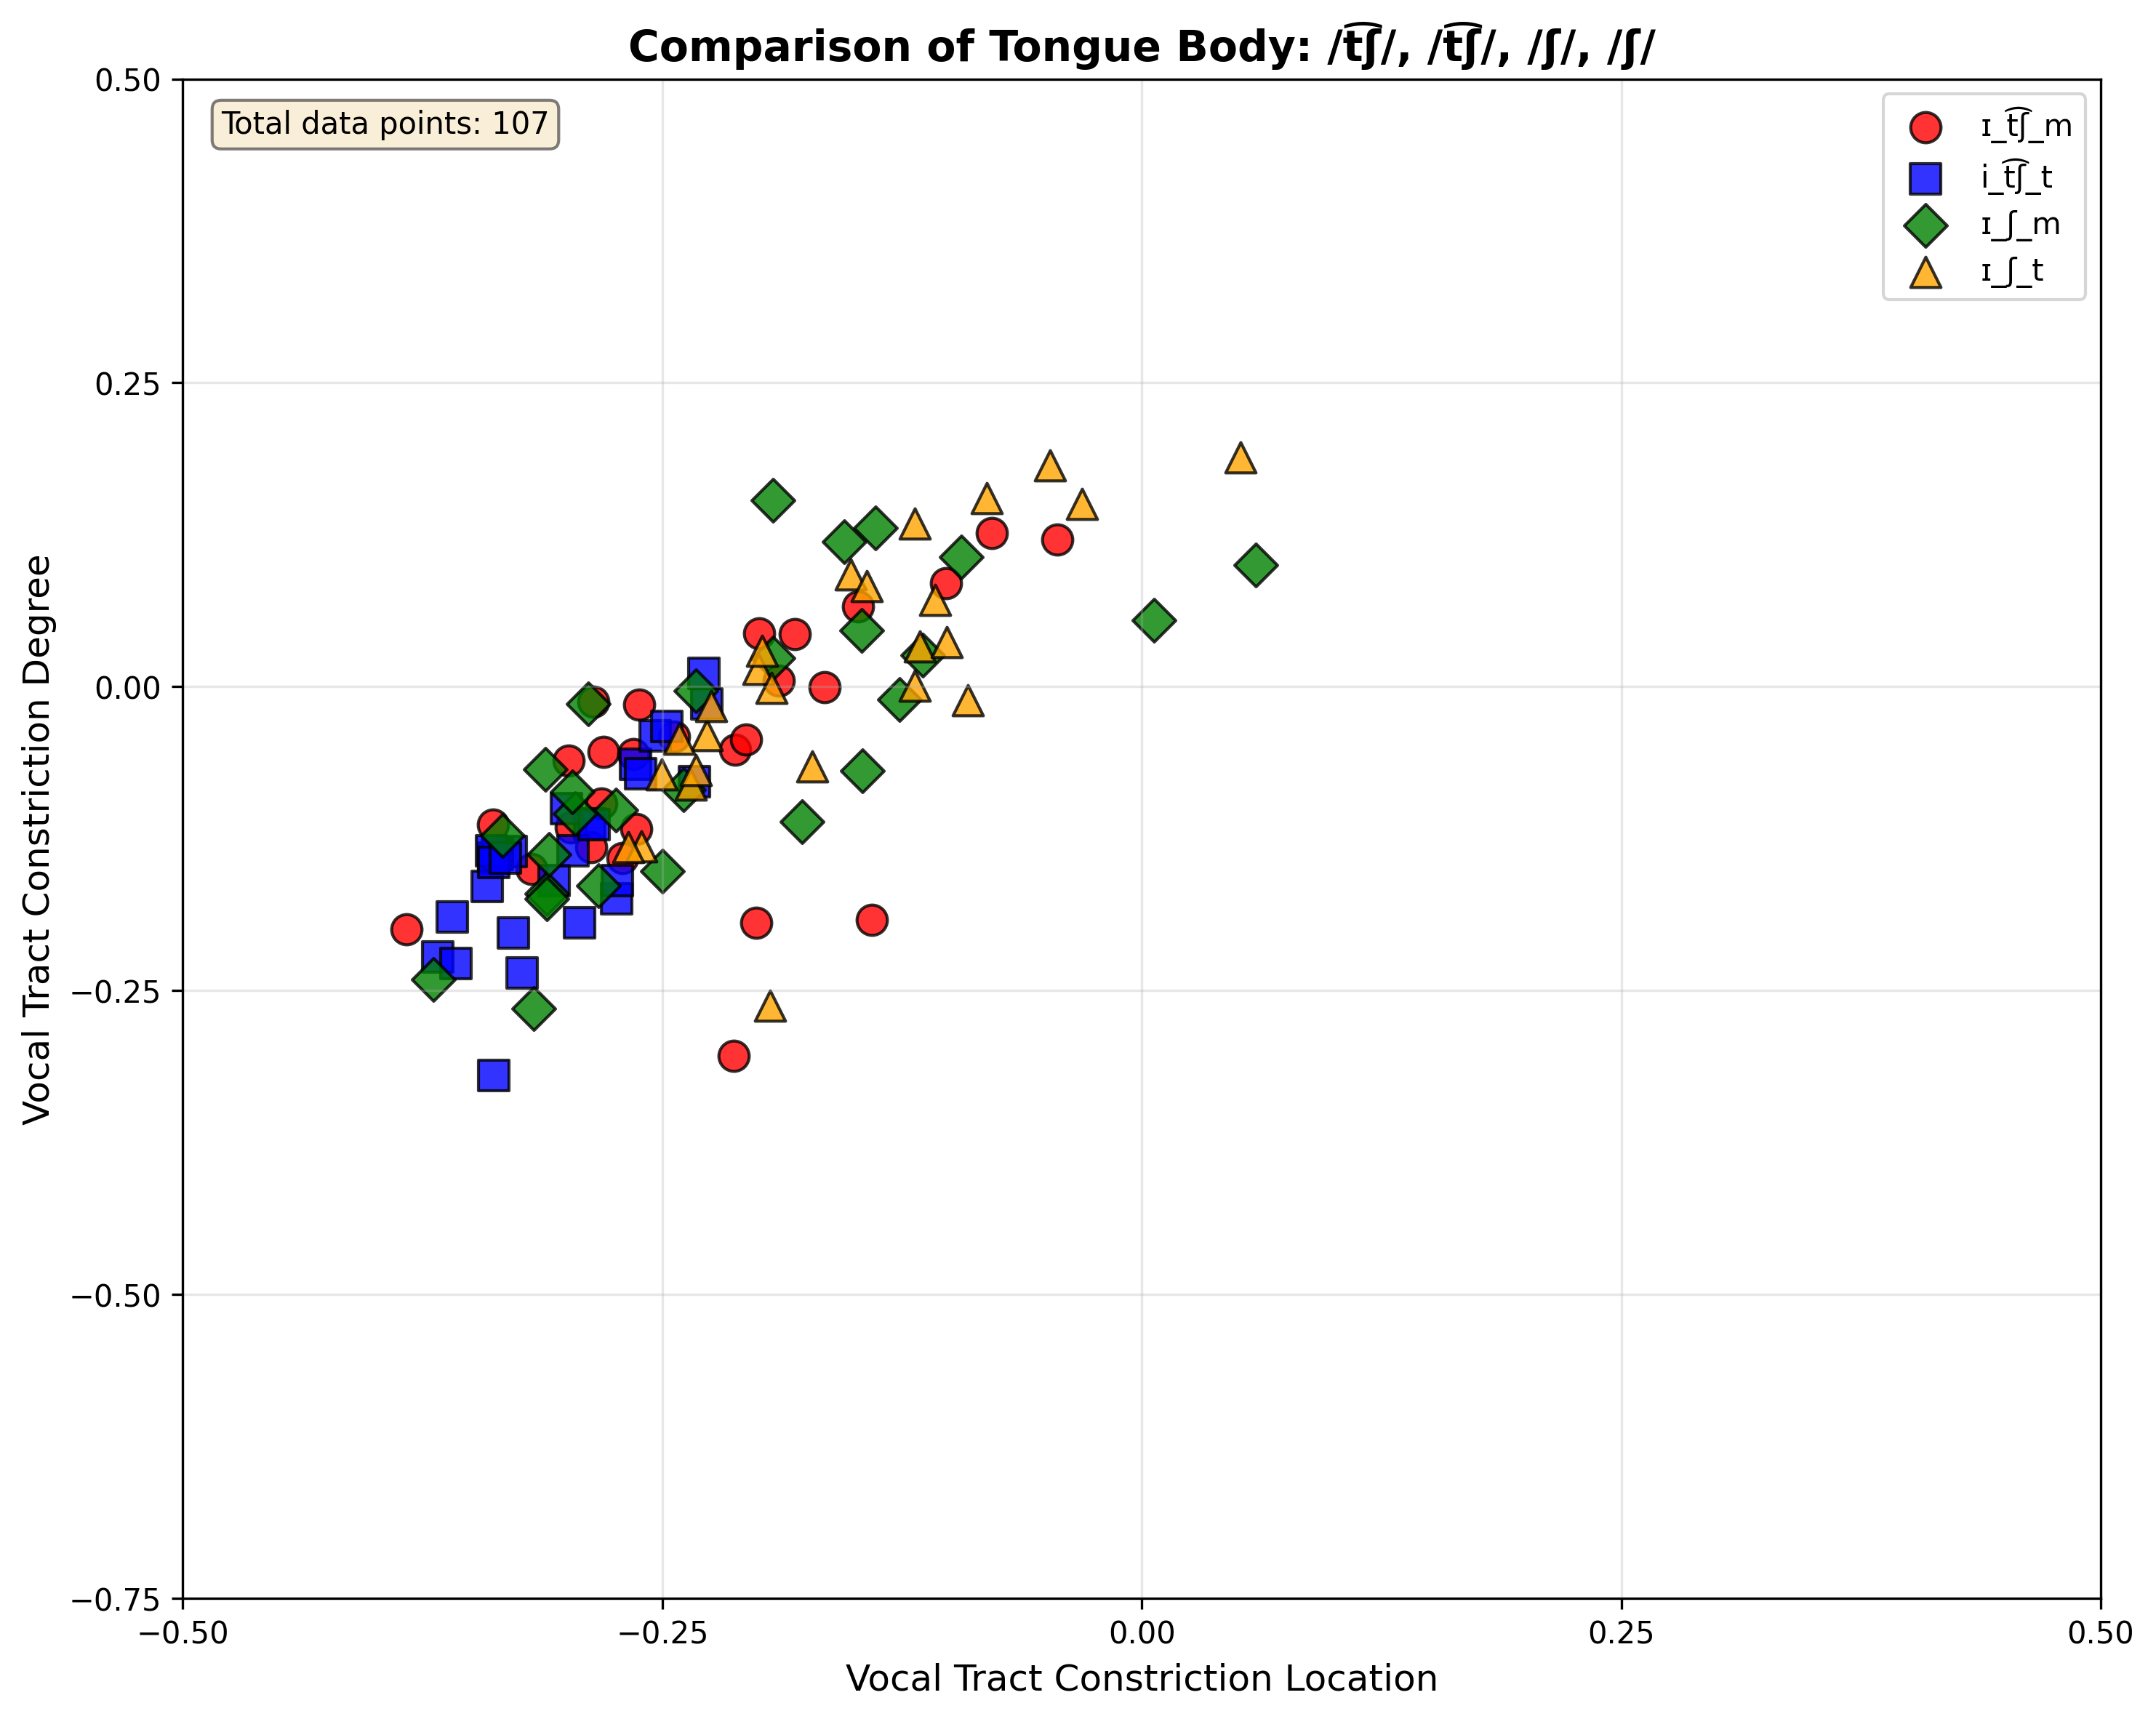 Comparison of Tongue Body: /t͡ʃ/, /t͡ʃ/, /ʃ/, /ʃ/
Total data points: 107
ɪ_t͡ʃ_m
i_t͡ʃ_t
ɪ_ʃ_m
ɪ_ʃ_t
Vocal Tract Constriction Degree
0.50
0.25
0.00
−0.25
−0.50
−0.75
−0.50
−0.25
0.00
0.25
0.50
Vocal Tract Constriction Location